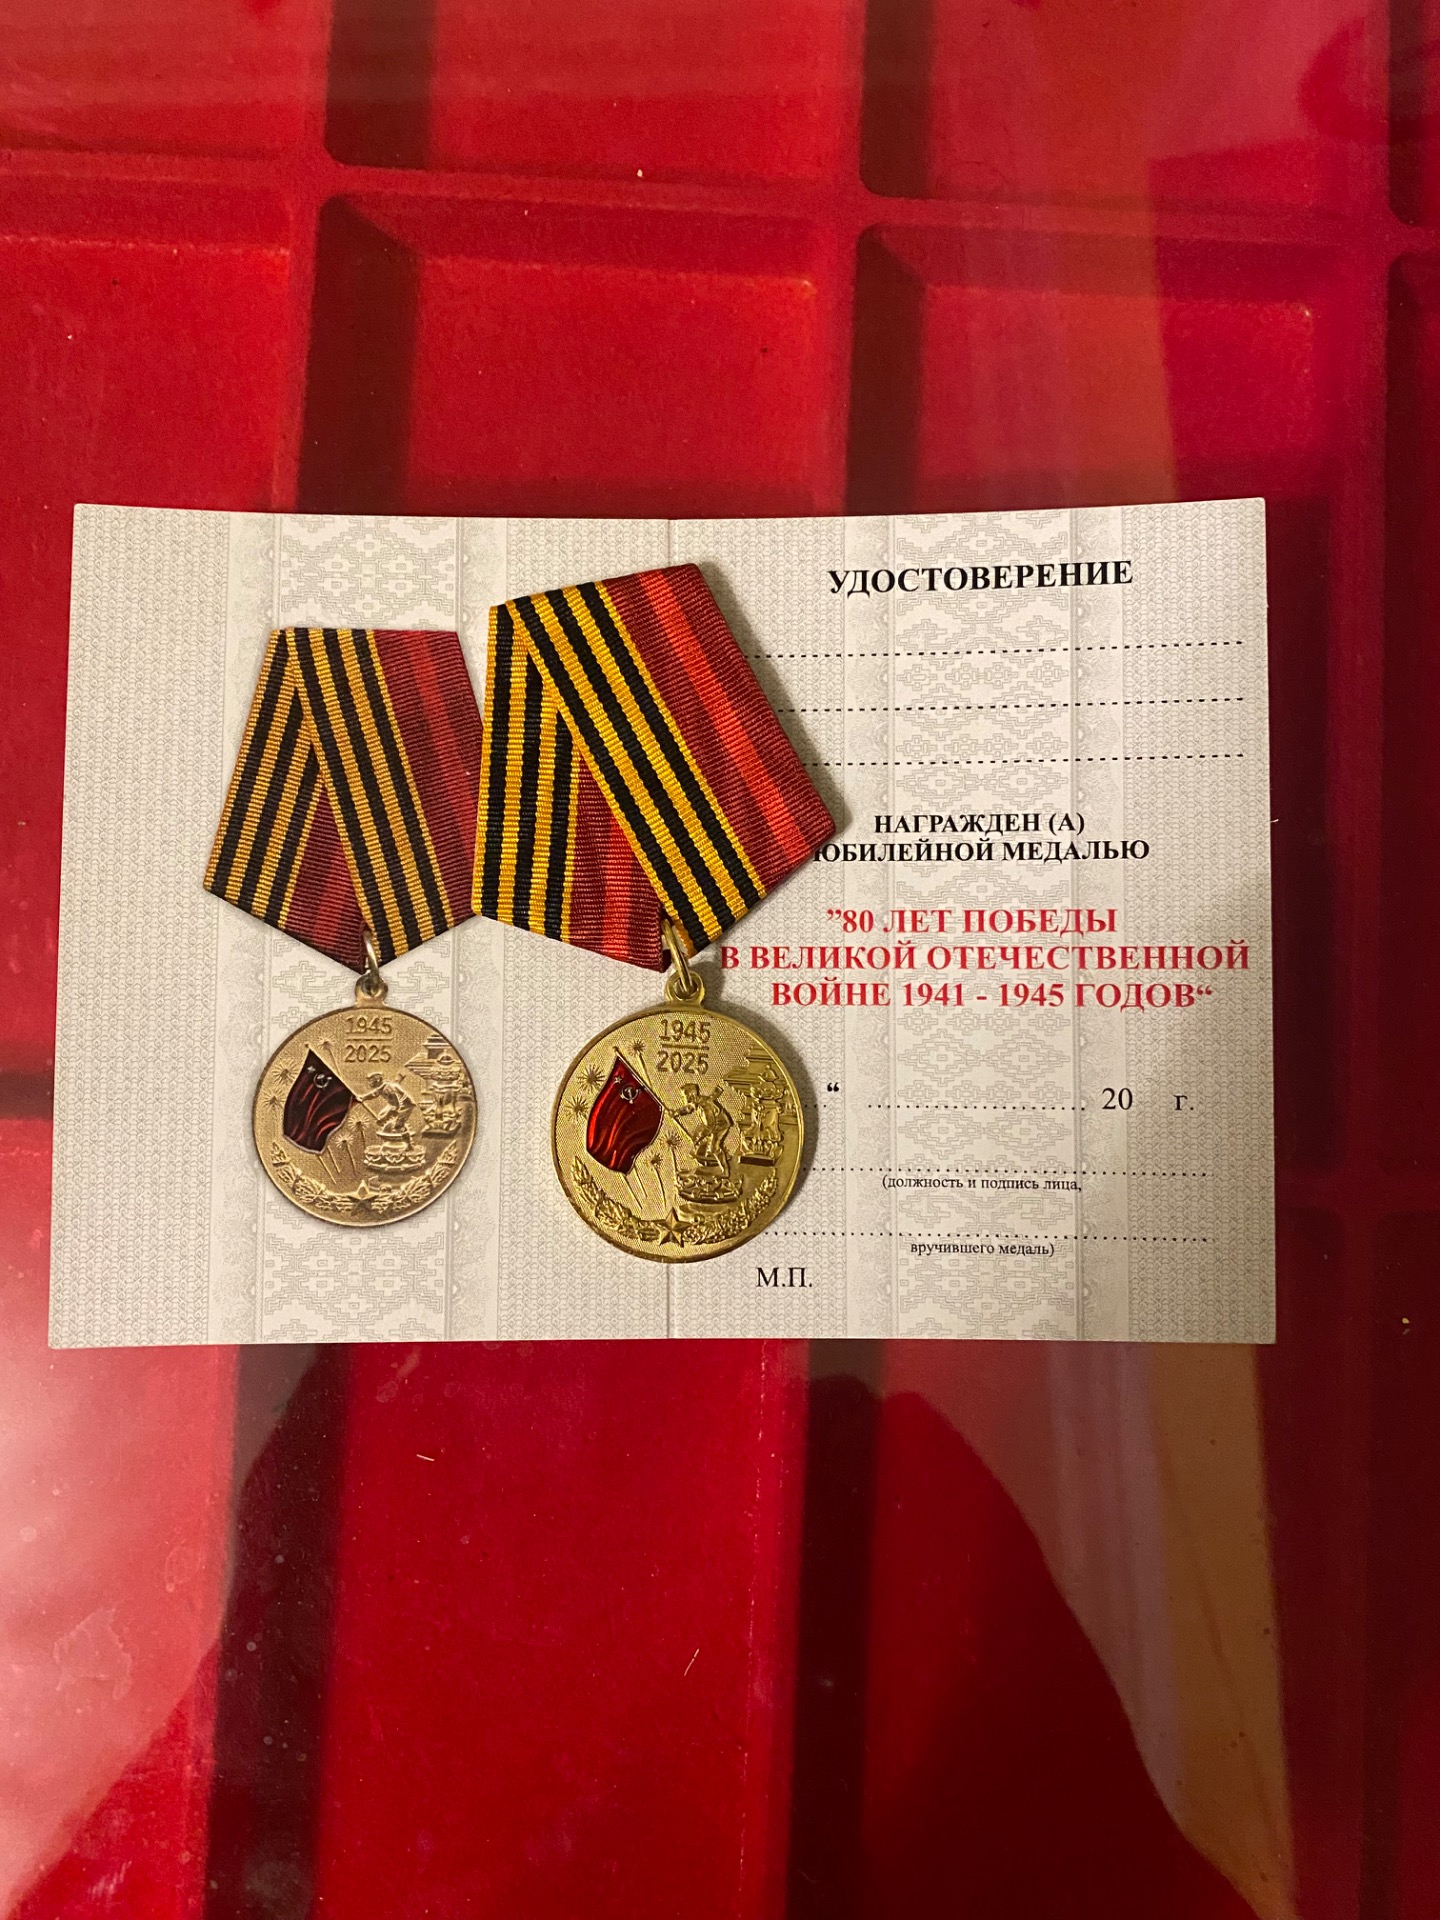 1945
2025
1945
2025
УДОСТОВЕРЕНИЕ
НАГРАЖДЕН (А)
ЮБИЛЕЙНОЙ МЕДАЛЬЮ
”80 ЛЕТ ПОБЕДЫ
В ВЕЛИКОЙ ОТЕЧЕСТВЕННОЙ
ВОЙНЕ 1941 - 1945 ГОДОВ“
“ 20 г.
(должность и подпись лица,
вручившего медаль)
М.П.